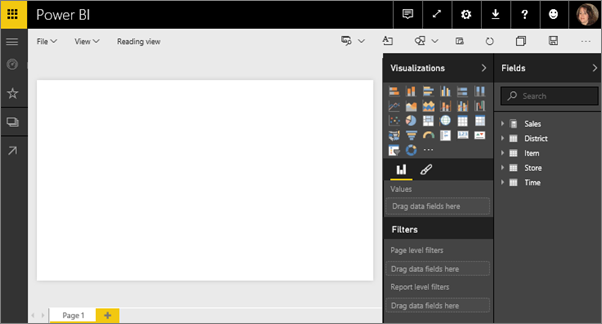 Power BI
?
File View Reading view
...
Visualizations
Fields
Search
Sales
District
Item
Store
Time
...
Values
Drag data fields here
Filters
Page level filters
Drag data fields here
Report level filters
Drag data fields here
Page 1 +